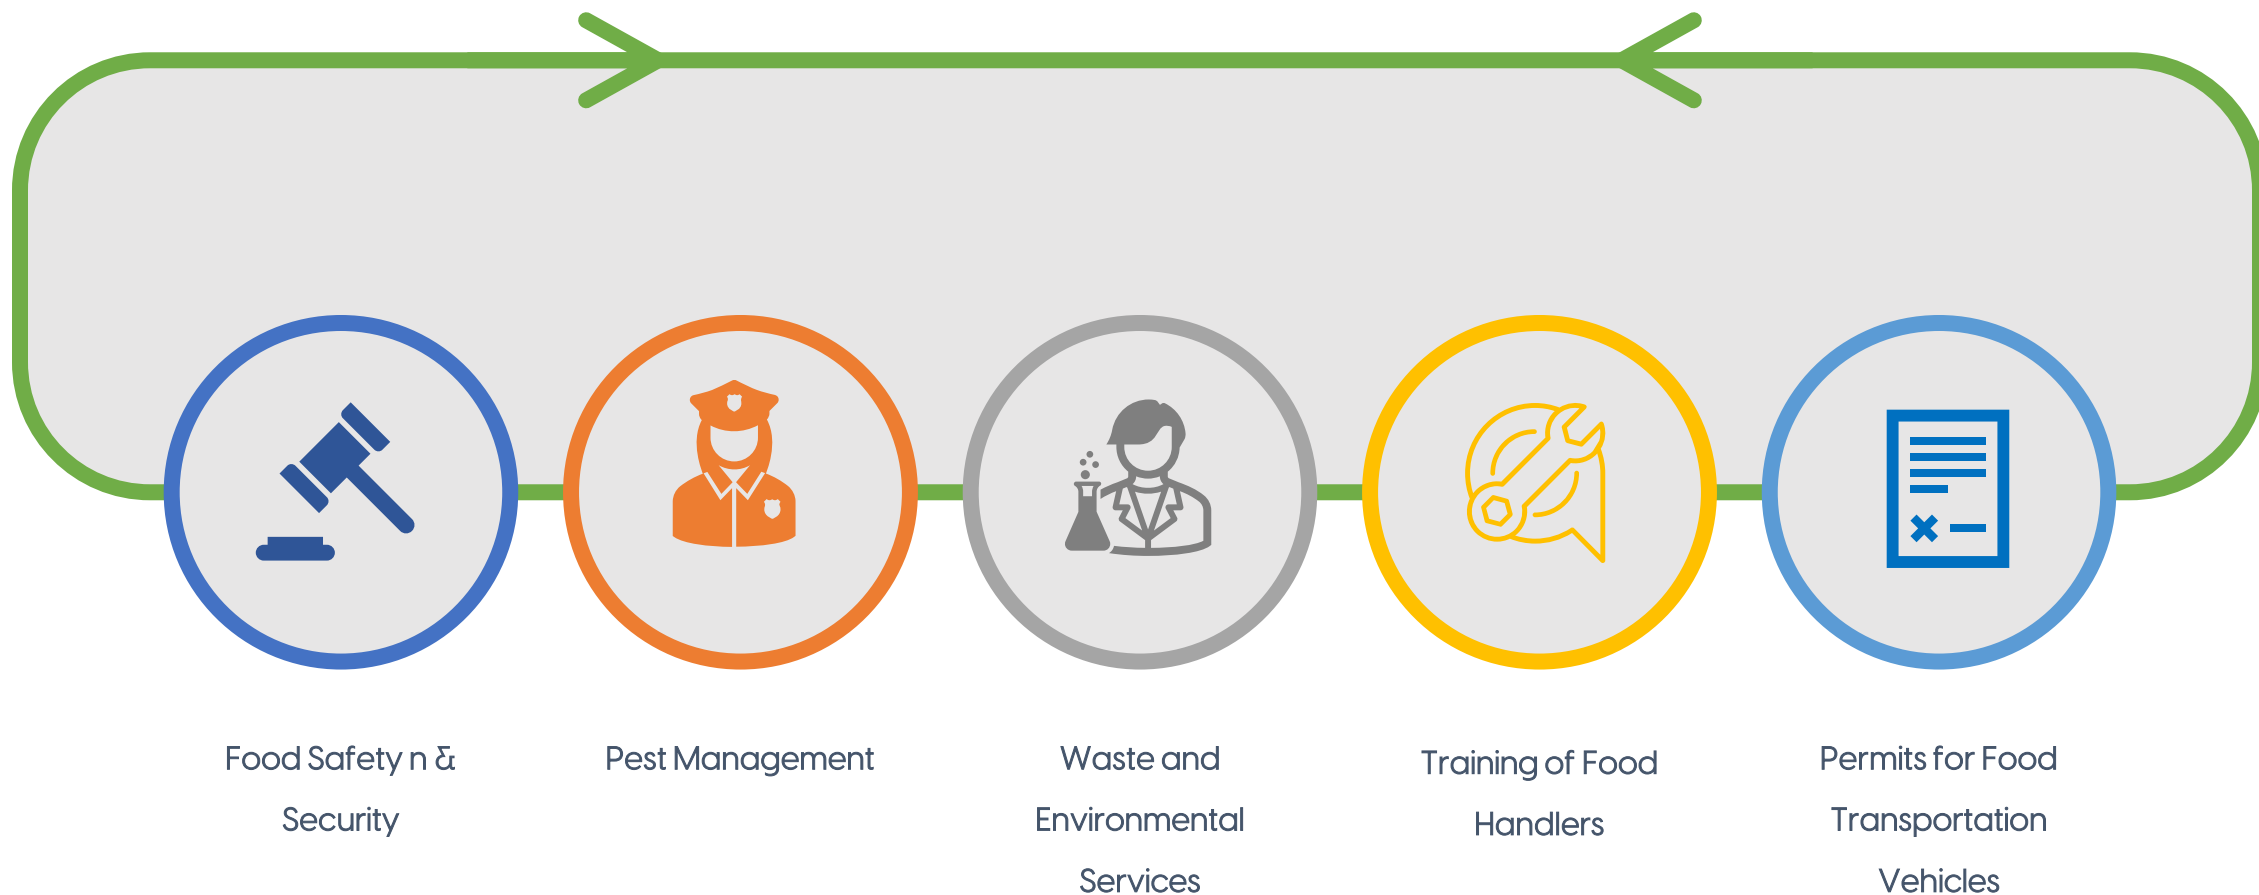 Food Safety n &
Security
Pest Management
Waste and
Environmental
Services
Training of Food
Handlers
Permits for Food
Transportation
Vehicles